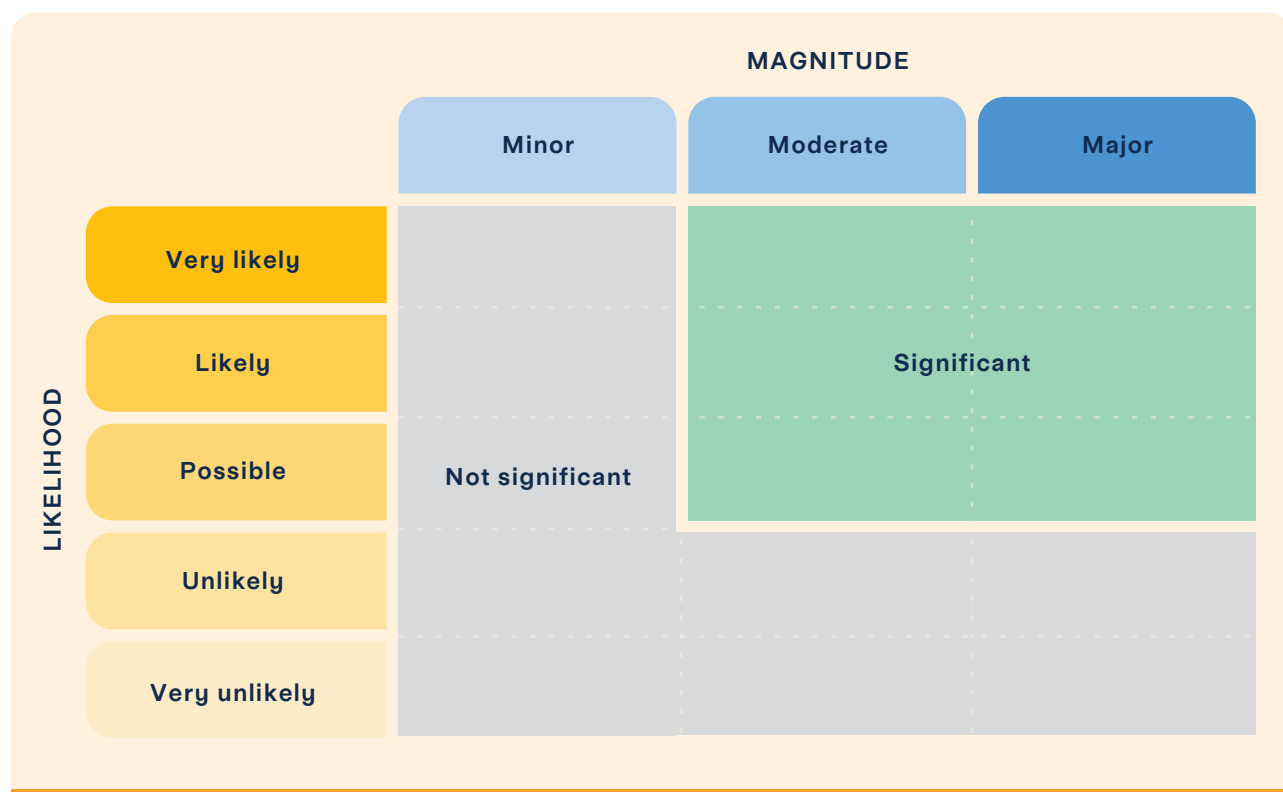 MAGNITUDE
Minor
Moderate
Major
LIKELIHOOD
Very likely
Likely
Significant
Possible
Not significant
Unlikely
Very unlikely